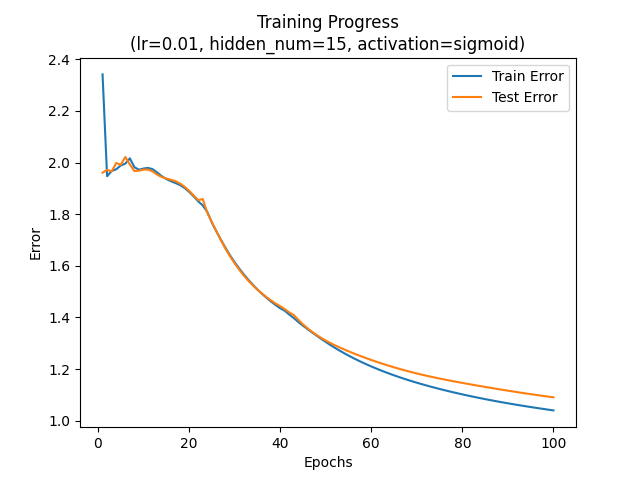 Training Progress
(lr=0.01, hidden_num=15, activation=sigmoid)
Train Error
Test Error
2.4
2.2
2.0
1.8
1.6
1.4
1.2
1.0
Error
0 20 40 60 80 100
Epochs